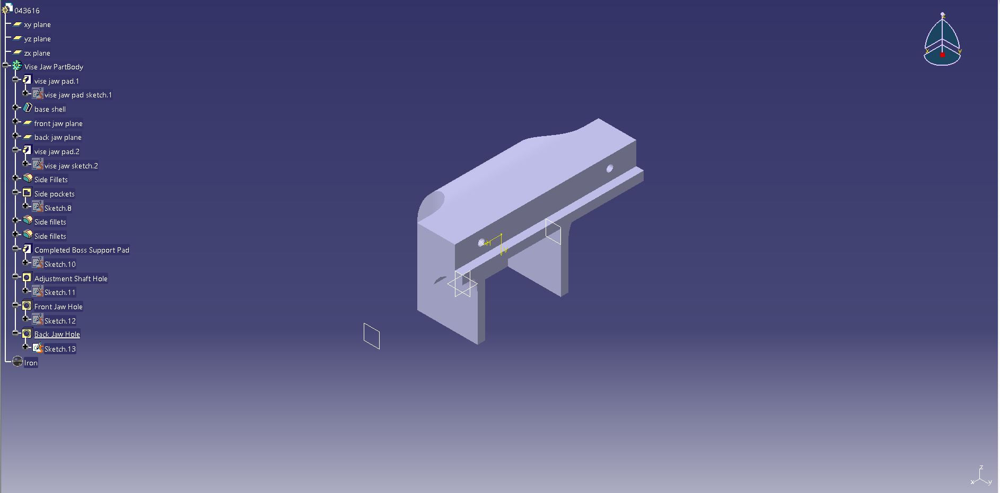 043616
xy plane
yz plane
zx plane
Vise Jaw PartBody
vise jaw pad.1
vise jaw pad sketch.1
base shell
front jaw plane
back jaw plane
vise jaw pad.2
vise jaw sketch.2
Side Fillets
Side pockets
Sketch.8
Side fillets
Side fillets
Completed Boss Support Pad
Sketch.10
Adjustment Shaft Hole
Sketch.11
Front Jaw Hole
Sketch.12
Back Jaw Hole
Sketch.13
Iron
z
x y
H
V
z
x y